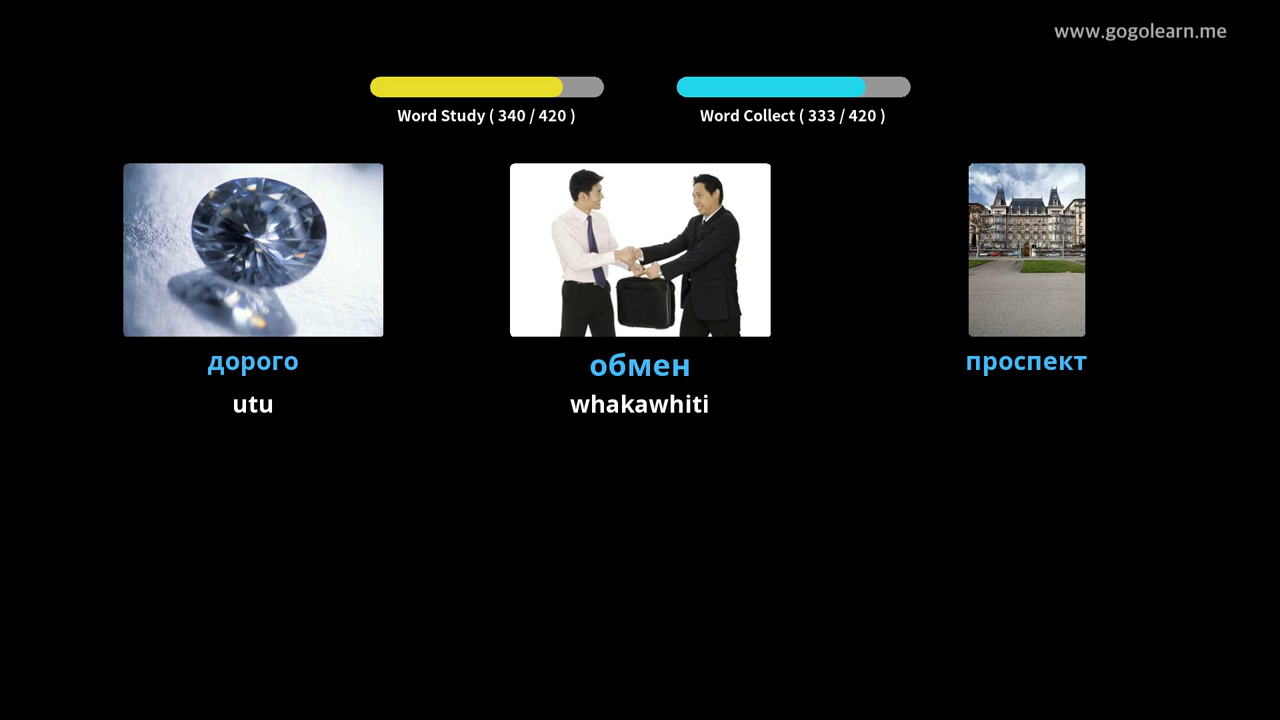 www.gogolearn.me
Word Study ( 340 / 420 )
Word Collect ( 333 / 420 )
дорого
utu
обмен
whakawhiti
проспект